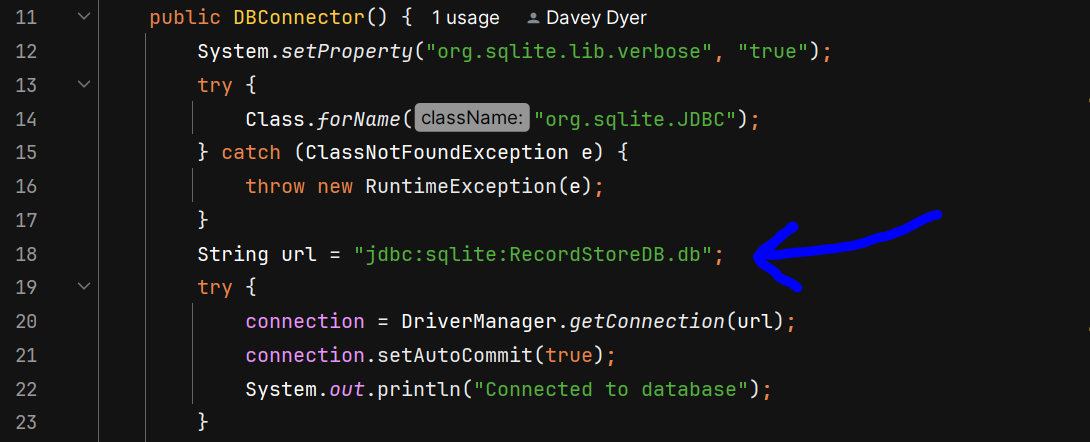 11 public DBConnector() { 1 usage Davey Dyer
12 System.setProperty("org.sqlite.lib.verbose", "true");
13 try {
14 Class.forName( className: "org.sqlite.JDBC");
15 } catch (ClassNotFoundException e) {
16 throw new RuntimeException(e);
17 }
18 String url = "jdbc:sqlite:RecordStoreDB.db";
19 try {
20 connection = DriverManager.getConnection(url);
21 connection.setAutoCommit(true);
22 System.out.println("Connected to database");
23 }